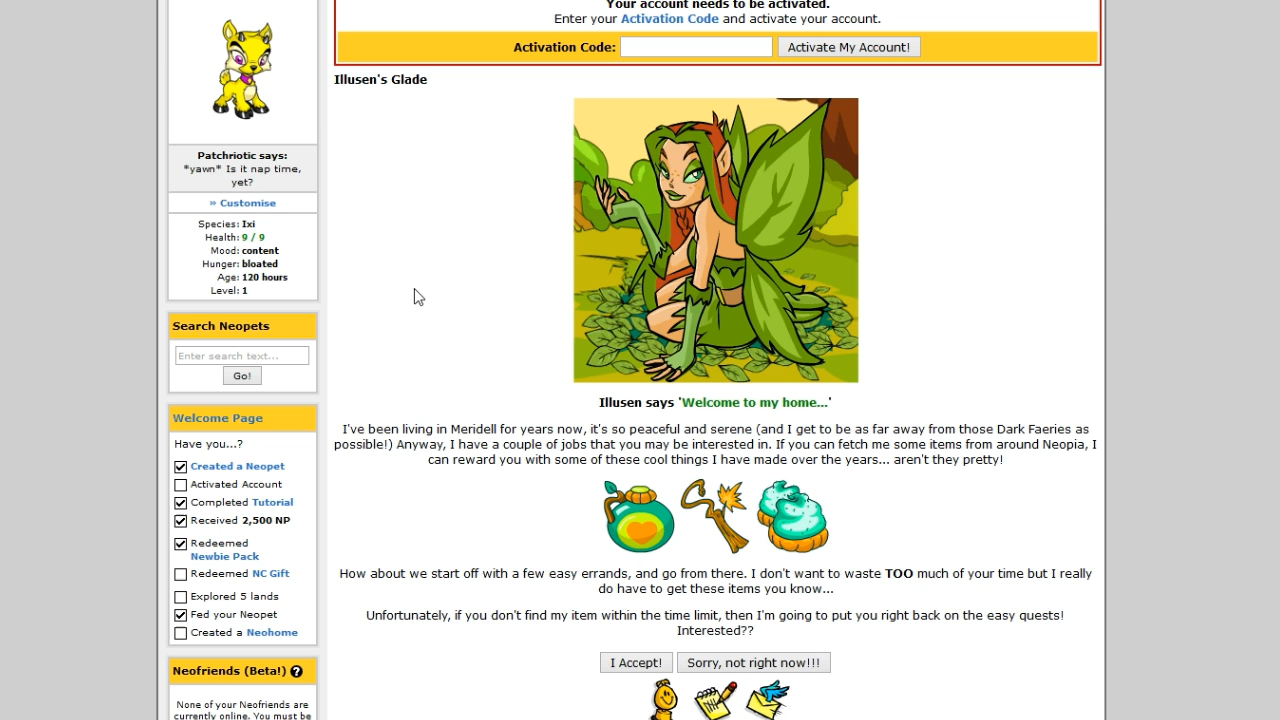 Your account needs to be activated.
Enter your Activation Code and activate your account.
Activation Code:
Activate My Account!
Illusen's Glade
Patchriotic says:
*yawn* Is it nap time,
yet?
» Customise
Species: Ixi
Health: 9 / 9
Mood: content
Hunger: bloated
Age: 120 hours
Level: 1
Search Neopets
Enter search text...
Go!
Welcome Page
Have you...?
Created a Neopet
Activated Account
Completed Tutorial
Received 2,500 NP
Redeemed
Newbie Pack
Redeemed NC Gift
Explored 5 lands
Fed your Neopet
Created a Neohome
Neofriends (Beta!) ?
None of your Neofriends are
currently online. You must be
Illusen says 'Welcome to my home...'
I've been living in Meridell for years now, it's so peaceful and serene (and I get to be as far away from those Dark Faeries as
possible!) Anyway, I have a couple of jobs that you may be interested in. If you can fetch me some items from around Neopia, I
can reward you with some of these cool things I have made over the years... aren't they pretty!
How about we start off with a few easy errands, and go from there. I don't want to waste TOO much of your time but I really
do have to get these items you know...
Unfortunately, if you don't find my item within the time limit, then I'm going to put you right back on the easy quests!
Interested??
I Accept!
Sorry, not right now!!!